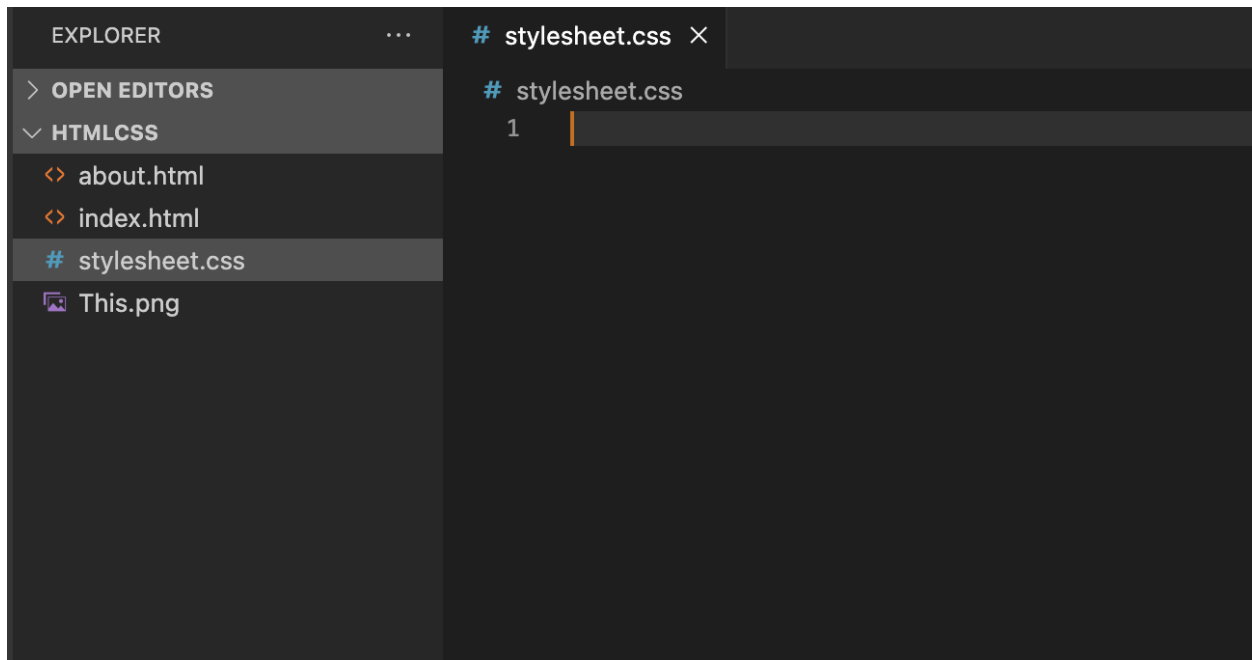 EXPLORER ...
OPEN EDITORS
HTMLCSS
<> about.html
<> index.html
# stylesheet.css
This.png
# stylesheet.css ×
# stylesheet.css
1